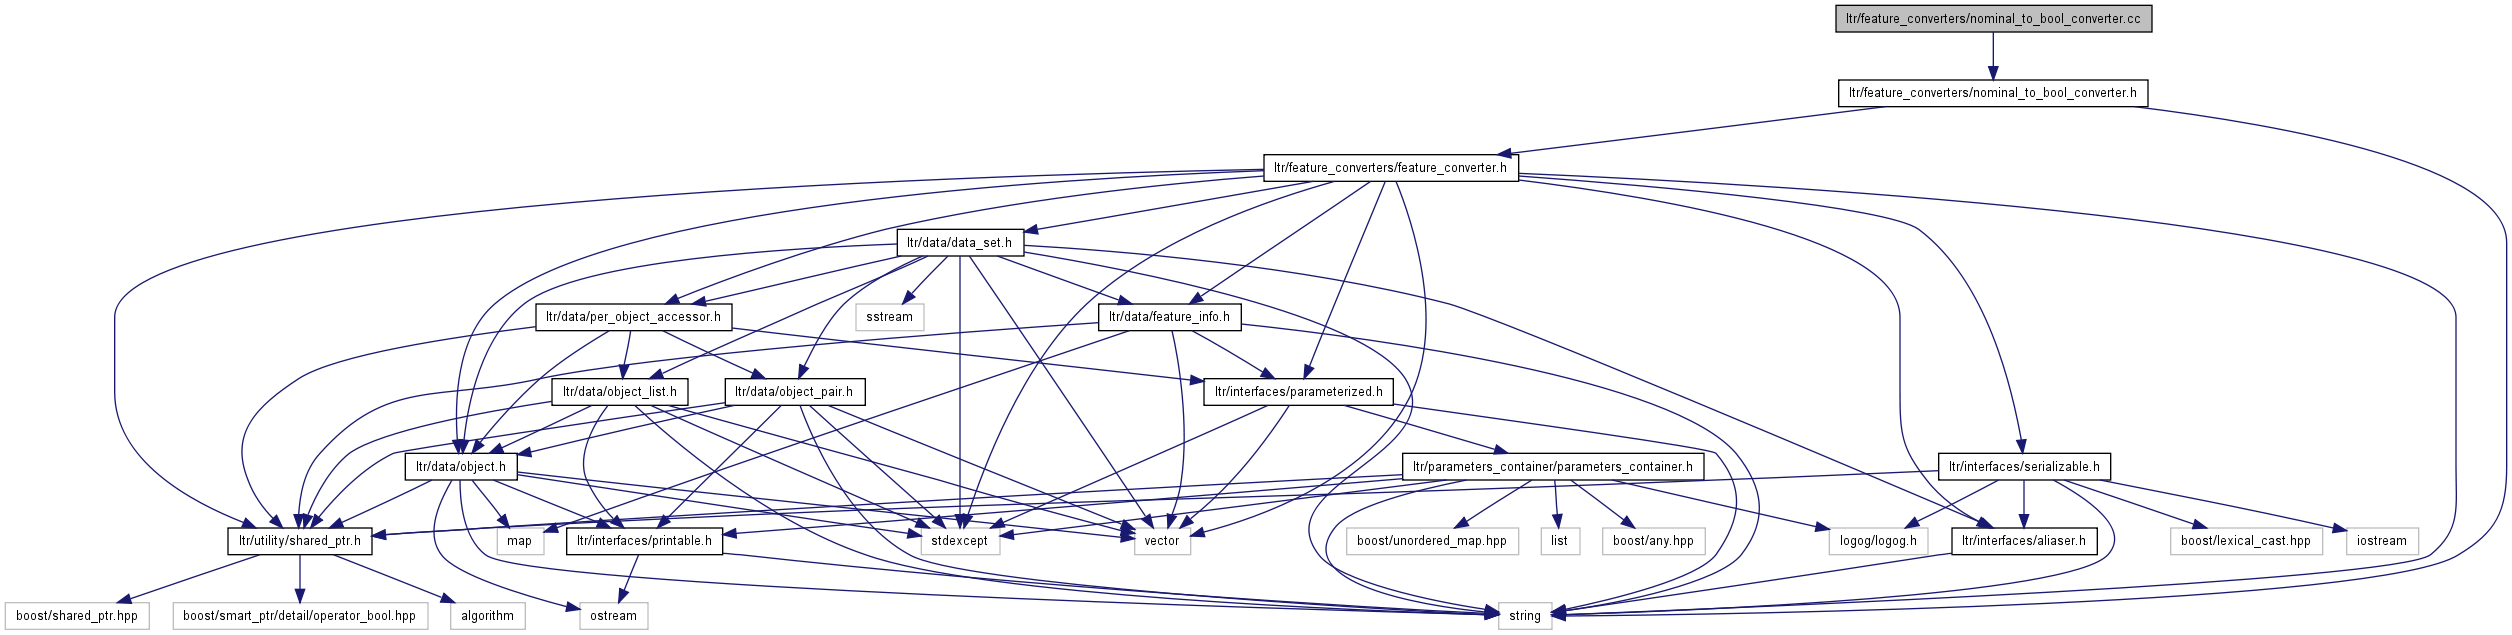 ltr/feature_converters/nominal_to_bool_converter.cc
ltr/feature_converters/nominal_to_bool_converter.h
ltr/feature_converters/feature_converter.h
ltr/data/data_set.h
ltr/data/per_object_accessor.h
sstream
ltr/data/feature_info.h
ltr/data/object_list.h
ltr/data/object_pair.h
ltr/interfaces/parameterized.h
ltr/data/object.h
ltr/parameters_container/parameters_container.h
ltr/interfaces/serializable.h
ltr/utility/shared_ptr.h
map
ltr/interfaces/printable.h
stdexcept
vector
boost/unordered_map.hpp
list
boost/any.hpp
logog/logog.h
ltr/interfaces/aliaser.h
boost/lexical_cast.hpp
iostream
boost/shared_ptr.hpp
boost/smart_ptr/detail/operator_bool.hpp
algorithm
ostream
string